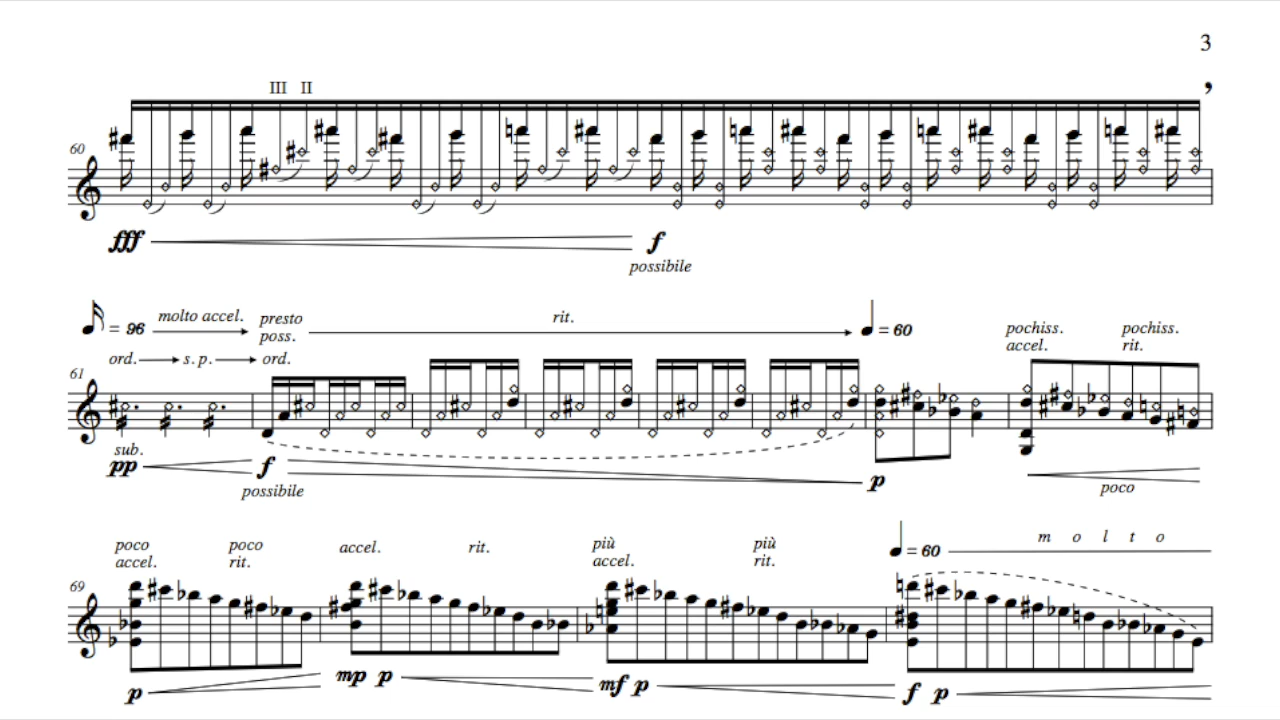 3
III II
,
60
fff f
possibile
= 96 molto accel. presto
poss. rit. = 60 pochiss. pochiss.
accel. rit.
ord. s.p. ord.
61
sub.
pp f p
possibile poco
= 60 m o l t o
poco poco accel. rit. più più
accel. rit. accel. rit.
69
p mp p mf p f p